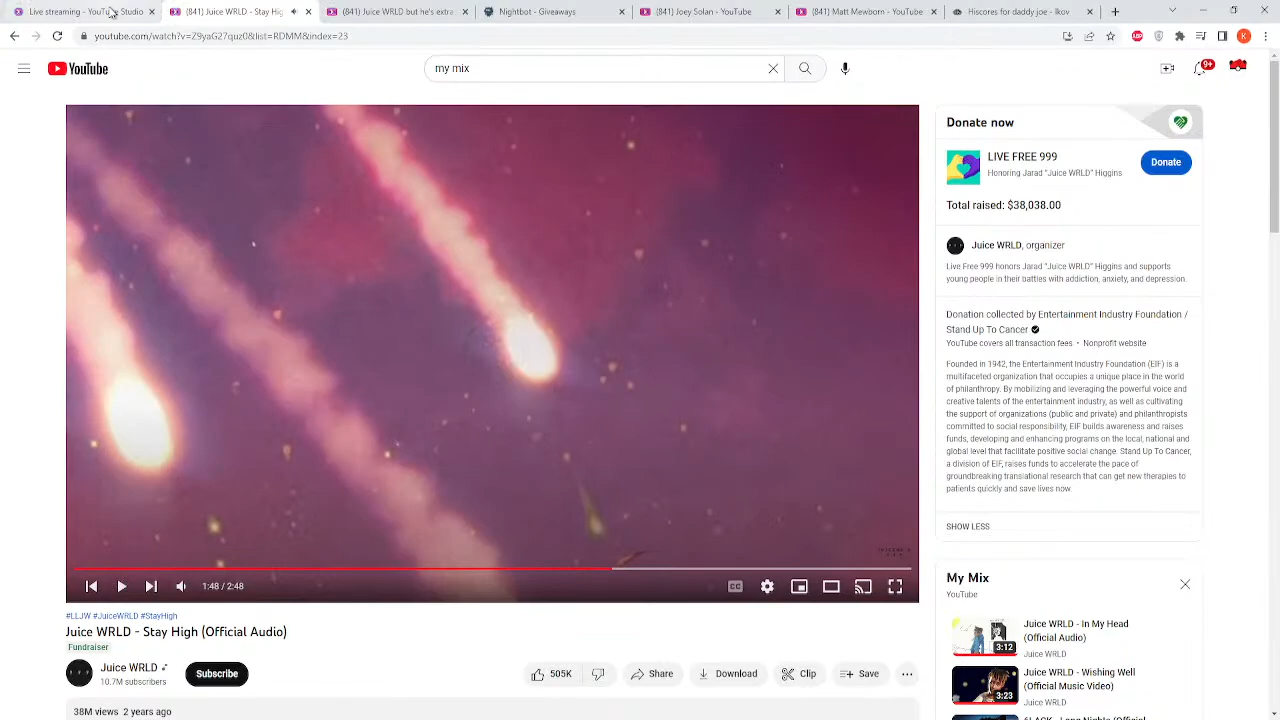 Live streaming - YouTube Studio
(841) Juice WRLD - Stay Hig
(841) Juice WRLD but he's extre
Nightbot - Giveaways
(841) Joey Solan - YouTube
(841) Matt Mewson - YouTube
Hiscores for daddy joe - Ikov
youtube.com/watch?v=Z9yaG27quz0&list=RDMM&index=23
YouTube
my mix
9+
K
Donate now
LIVE FREE 999
Honoring Jarad "Juice WRLD" Higgins
Donate
Total raised: $38,038.00
Juice WRLD, organizer
Live Free 999 honors Jarad "Juice WRLD" Higgins and supports
young people in their battles with addiction, anxiety, and depression.
Donation collected by Entertainment Industry Foundation /
Stand Up To Cancer
YouTube covers all transaction fees • Nonprofit website
Founded in 1942, the Entertainment Industry Foundation (EIF) is a
multifaceted organization that occupies a unique place in the world
of philanthropy. By mobilizing and leveraging the powerful voice and
creative talents of the entertainment industry, as well as cultivating
the support of organizations (public and private) and philanthropists
committed to social responsibility, EIF builds awareness and raises
funds, developing and enhancing programs on the local, national and
global level that facilitate positive social change. Stand Up To Cancer,
a division of EIF, raises funds to accelerate the pace of
groundbreaking translational research that can get new therapies to
patients quickly and save lives now.
SHOW LESS
1:48 / 2:48
CC
#LLJW #JuiceWRLD #StayHigh
Juice WRLD - Stay High (Official Audio)
Fundraiser
Juice WRLD
10.7M subscribers
Subscribe
505K
Share
Download
Clip
Save
38M views 2 years ago
My Mix
YouTube
Juice WRLD - In My Head
(Official Audio)
Juice WRLD
3:12
Juice WRLD - Wishing Well
(Official Music Video)
Juice WRLD
3:23